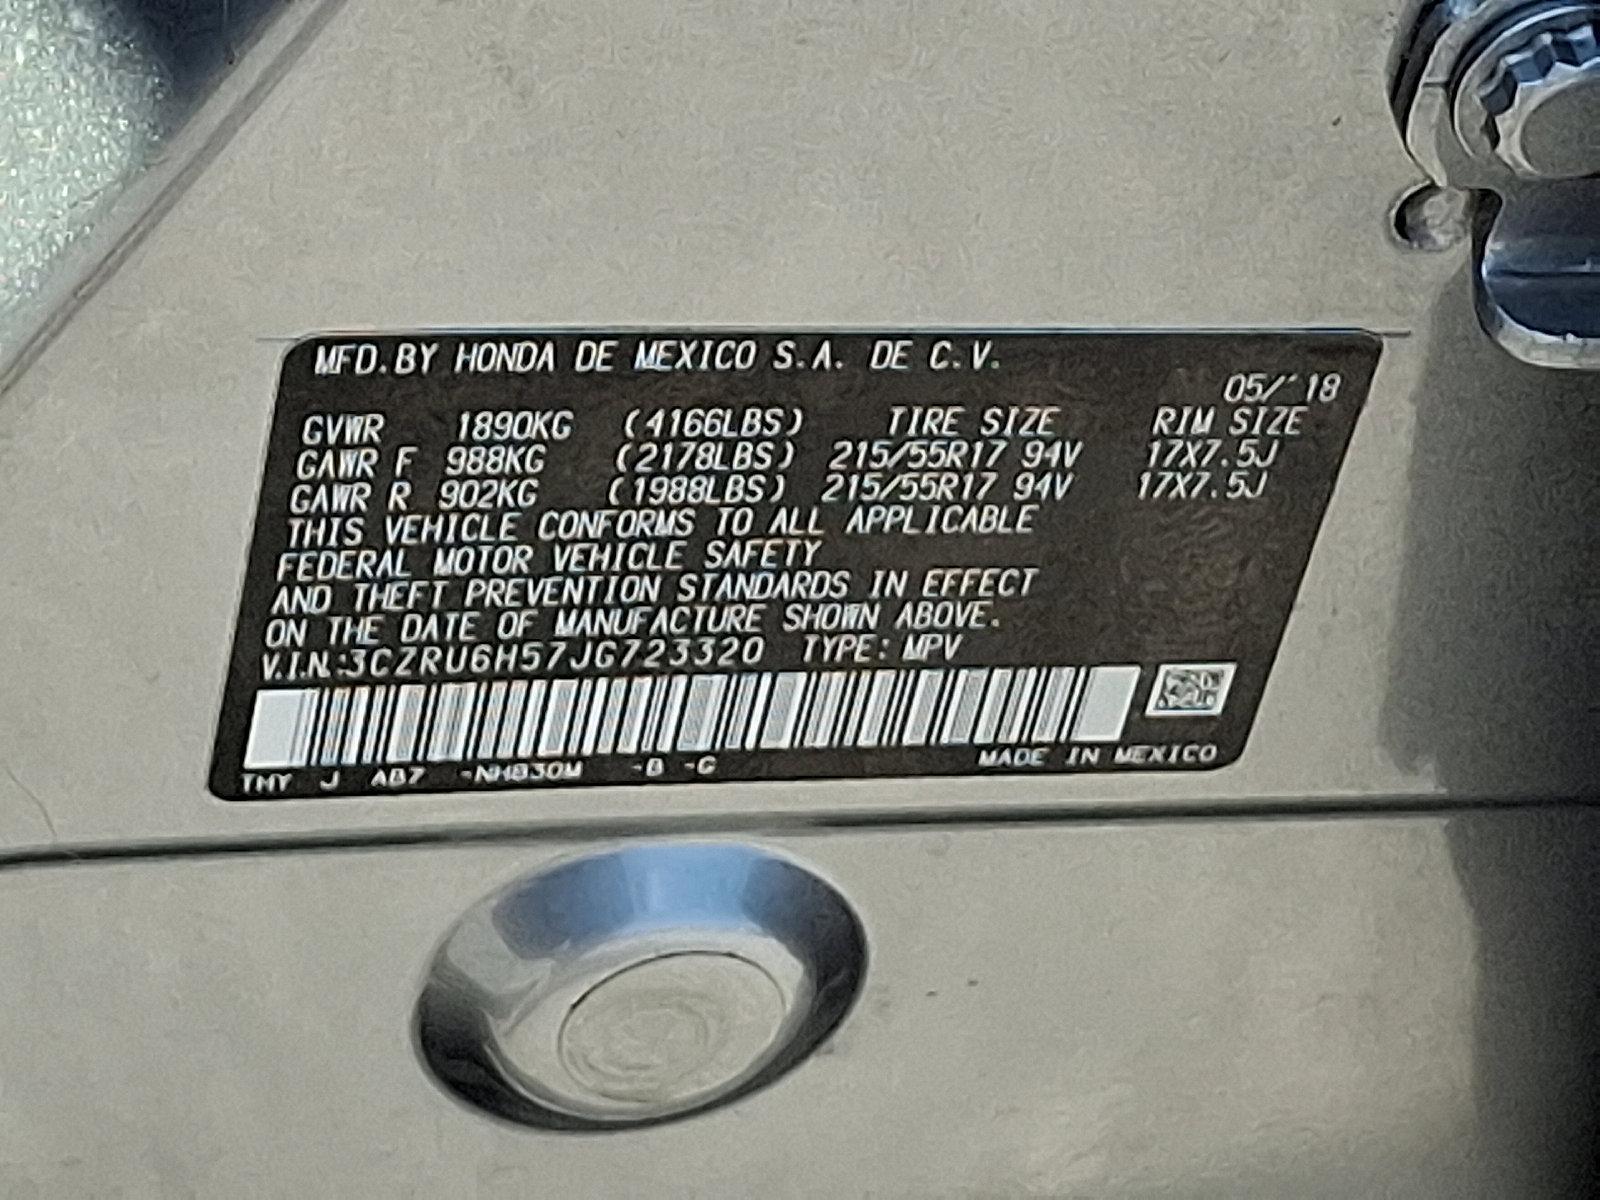 MFD.BY HONDA DE MEXICO S.A. DE C.V.
05/'18
GVWR 1890KG (4166LBS) TIRE SIZE RIM SIZE
GAWR F 988KG (2178LBS) 215/55R17 94V 17X7.5J
GAWR R 902KG (1988LBS) 215/55R17 94V 17X7.5J
THIS VEHICLE CONFORMS TO ALL APPLICABLE
FEDERAL MOTOR VEHICLE SAFETY
AND THEFT PREVENTION STANDARDS IN EFFECT
ON THE DATE OF MANUFACTURE SHOWN ABOVE.
V.I.N.:3CZRU6H57JG723320 TYPE: MPV
THY J AB7 -NH830M -B -G MADE IN MEXICO